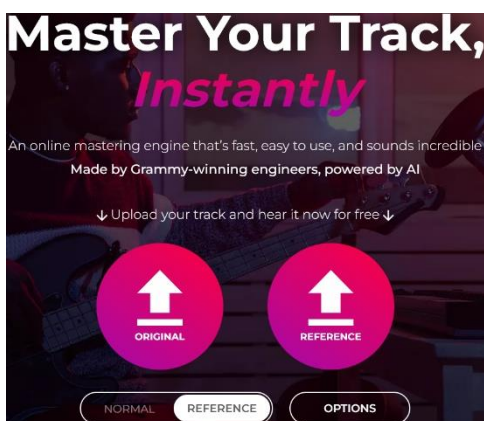 Master Your Track,
Instantly
An online mastering engine that's fast, easy to use, and sounds incredible
Made by Grammy-winning engineers, powered by AI
↓ Upload your track and hear it now for free ↓
ORIGINAL REFERENCE
NORMAL REFERENCE OPTIONS